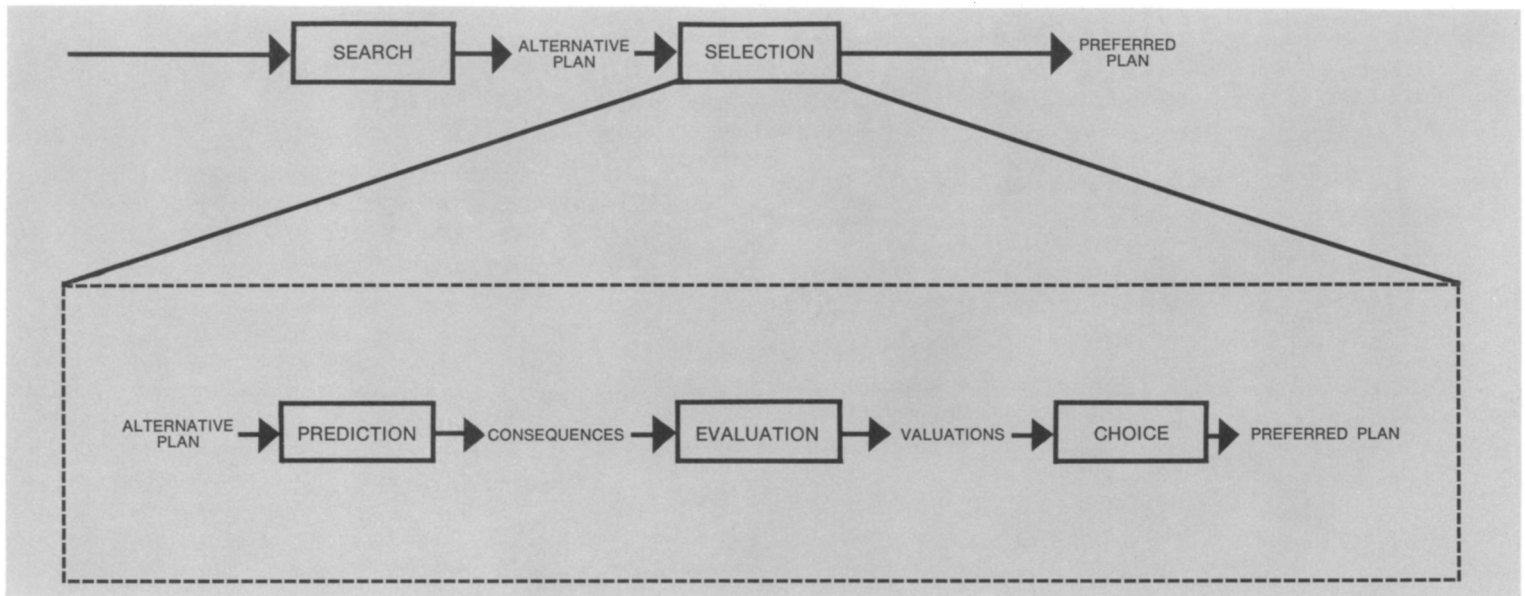 SEARCH
ALTERNATIVE
PLAN
SELECTION
PREFERRED
PLAN
ALTERNATIVE
PLAN
PREDICTION
CONSEQUENCES
EVALUATION
VALUATIONS
CHOICE
PREFERRED PLAN